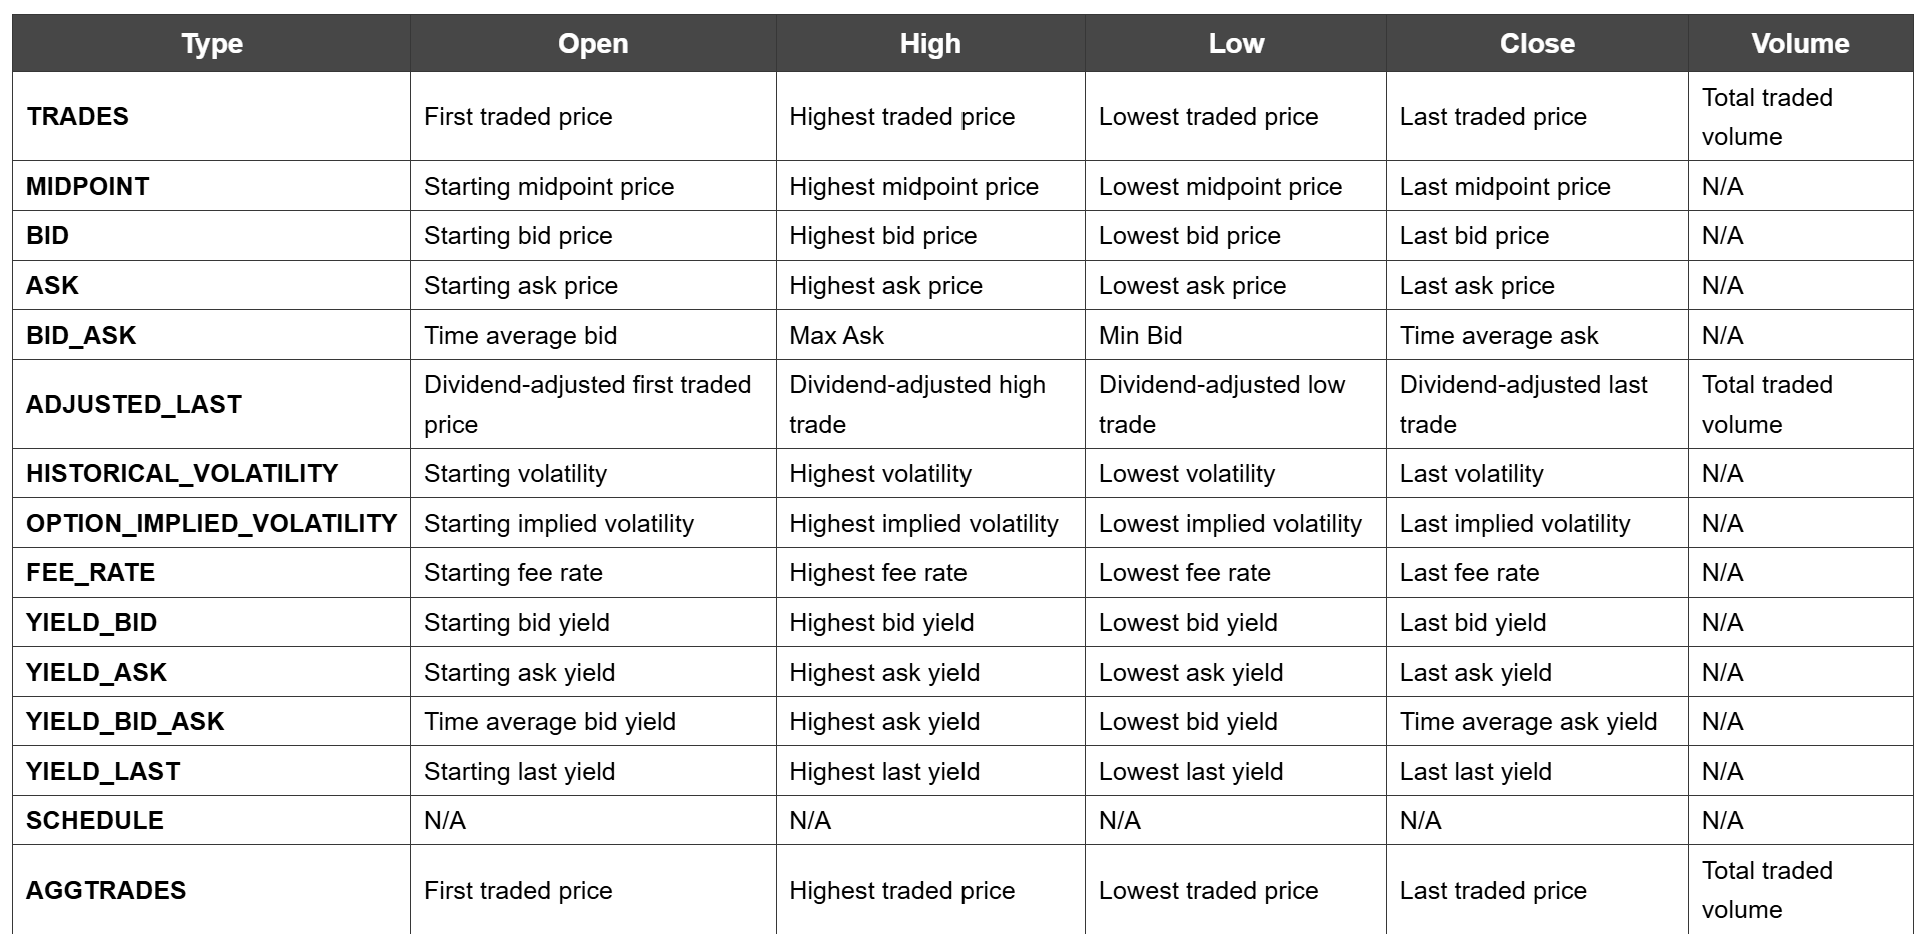 Type Open High Low Close Volume
TRADES First traded price Highest traded price Lowest traded price Last traded price Total traded volume
MIDPOINT Starting midpoint price Highest midpoint price Lowest midpoint price Last midpoint price N/A
BID Starting bid price Highest bid price Lowest bid price Last bid price N/A
ASK Starting ask price Highest ask price Lowest ask price Last ask price N/A
BID_ASK Time average bid Max Ask Min Bid Time average ask N/A
ADJUSTED_LAST Dividend-adjusted first traded price Dividend-adjusted high trade Dividend-adjusted low trade Dividend-adjusted last trade Total traded volume
HISTORICAL_VOLATILITY Starting volatility Highest volatility Lowest volatility Last volatility N/A
OPTION_IMPLIED_VOLATILITY Starting implied volatility Highest implied volatility Lowest implied volatility Last implied volatility N/A
FEE_RATE Starting fee rate Highest fee rate Lowest fee rate Last fee rate N/A
YIELD_BID Starting bid yield Highest bid yield Lowest bid yield Last bid yield N/A
YIELD_ASK Starting ask yield Highest ask yield Lowest ask yield Last ask yield N/A
YIELD_BID_ASK Time average bid yield Highest ask yield Lowest bid yield Time average ask yield N/A
YIELD_LAST Starting last yield Highest last yield Lowest last yield Last last yield N/A
SCHEDULE N/A N/A N/A N/A N/A
AGGTRADES First traded price Highest traded price Lowest traded price Last traded price Total traded volume